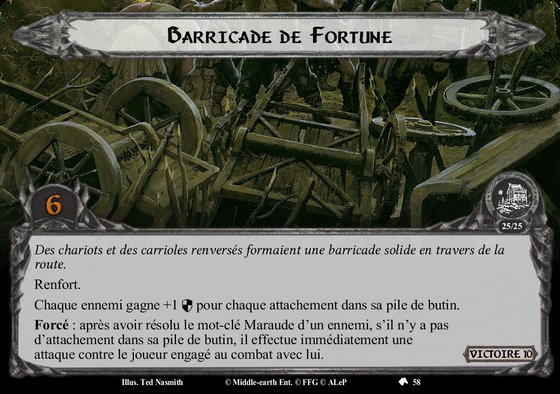 Barricade de Fortune
6
25/25
Des chariots et des carrioles renversés formaient une barricade solide en travers de la
route.
Renfort.
Chaque ennemi gagne +1 pour chaque attachement dans sa pile de butin.
Forcé : après avoir résolu le mot-clé Maraude d’un ennemi, s’il n’y a pas
d’attachement dans sa pile de butin, il effectue immédiatement une
attaque contre le joueur engagé au combat avec lui.
VICTOIRE 10
Illus. Ted Nasmith © Middle-earth Ent. © FFG © ALeP 58